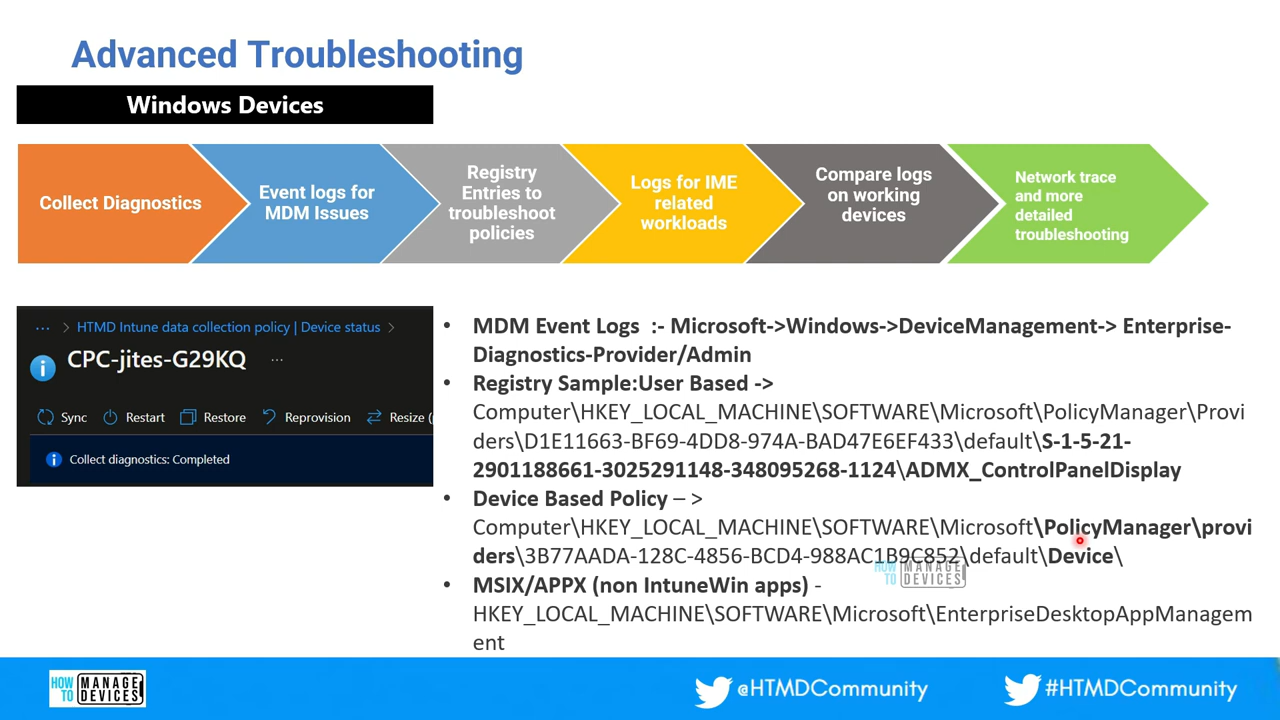 Advanced Troubleshooting
Windows Devices
Collect Diagnostics
Event logs for
MDM Issues
Registry
Entries to
troubleshoot
policies
Logs for IME
related
workloads
Compare logs
on working
devices
Network trace
and more
detailed
troubleshooting
... > HTMD Intune data collection policy | Device status >
CPC-jites-G29KQ ...
Sync Restart Restore Reprovision Resize (
Collect diagnostics: Completed
• MDM Event Logs :- Microsoft->Windows->DeviceManagement-> Enterprise-
Diagnostics-Provider/Admin
• Registry Sample:User Based ->
Computer\HKEY_LOCAL_MACHINE\SOFTWARE\Microsoft\PolicyManager\Provi
ders\D1E11663-BF69-4DD8-974A-BAD47E6EF433\default\S-1-5-21-
2901188661-3025291148-348095268-1124\ADMX_ControlPanelDisplay
• Device Based Policy – >
Computer\HKEY_LOCAL_MACHINE\SOFTWARE\Microsoft\PolicyManager\provi
ders\3B77AADA-128C-4856-BCD4-988AC1B9C852\default\Device\
HOW TO MANAGE DEVICES
• MSIX/APPX (non IntuneWin apps) -
HKEY_LOCAL_MACHINE\SOFTWARE\Microsoft\EnterpriseDesktopAppManagem
ent
HOW TO MANAGE DEVICES
@HTMDCommunity
#HTMDCommunity